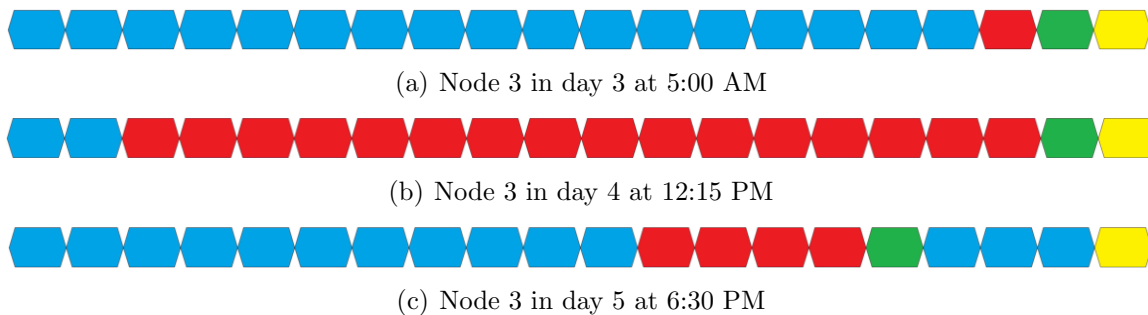 (a) Node 3 in day 3 at 5:00 AM
(b) Node 3 in day 4 at 12:15 PM
(c) Node 3 in day 5 at 6:30 PM